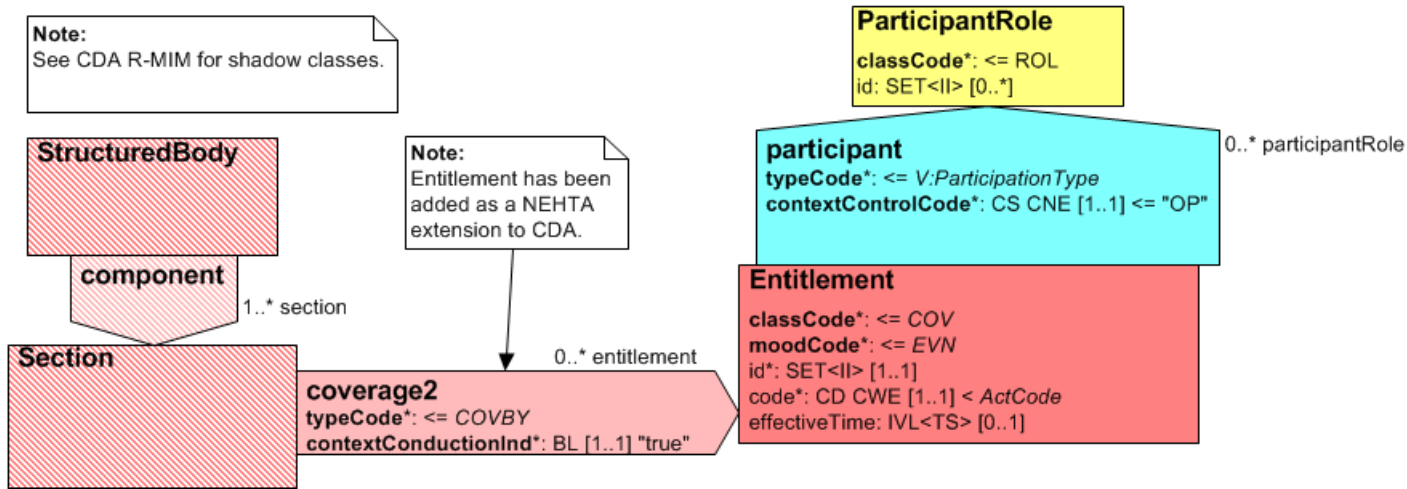 Note:
See CDA R-MIM for shadow classes.
ParticipantRole
classCode*: <= ROL
id: SET<II> [0..*]
StructuredBody
Note:
Entitlement has been
added as a NEHTA
extension to CDA.
participant
typeCode*: <= V:ParticipationType
contextControlCode*: CS CNE [1..1] <= "OP"
0..* participantRole
component
1..* section
Entitlement
classCode*: <= COV
moodCode*: <= EVN
id*: SET<II> [1..1]
code*: CD CWE [1..1] < ActCode
effectiveTime: IVL<TS> [0..1]
Section
0..* entitlement
coverage2
typeCode*: <= COVBY
contextConductionInd*: BL [1..1] "true"